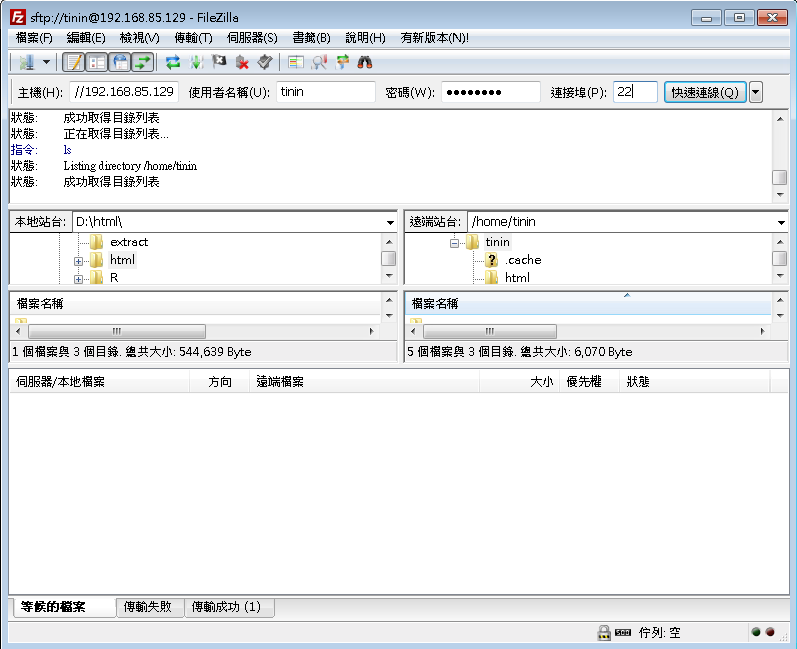 sftp://tinin@192.168.85.129 - FileZilla
檔案(F) 編輯(E) 檢視(V) 傳輸(T) 伺服器(S) 書籤(B) 說明(H) 有新版本(N)!
主機(H): //192.168.85.129 使用者名稱(U): tinin 密碼(W): ●●●●●●●● 連接埠(P): 22 快速連線(Q)
狀態: 成功取得目錄列表
狀態: 正在取得目錄列表...
指令: ls
狀態: Listing directory /home/tinin
狀態: 成功取得目錄列表
本地站台: D:\html\
extract
html
R
遠端站台: /home/tinin
tinin
.cache
html
檔案名稱
1 個檔案與 3 個目錄. 總共大小: 544,639 Byte
檔案名稱
5 個檔案與 3 個目錄. 總共大小: 6,070 Byte
伺服器/本地檔案 方向 遠端檔案 大小 優先權 狀態
等候的檔案 傳輸失敗 傳輸成功 (1)
佇列: 空